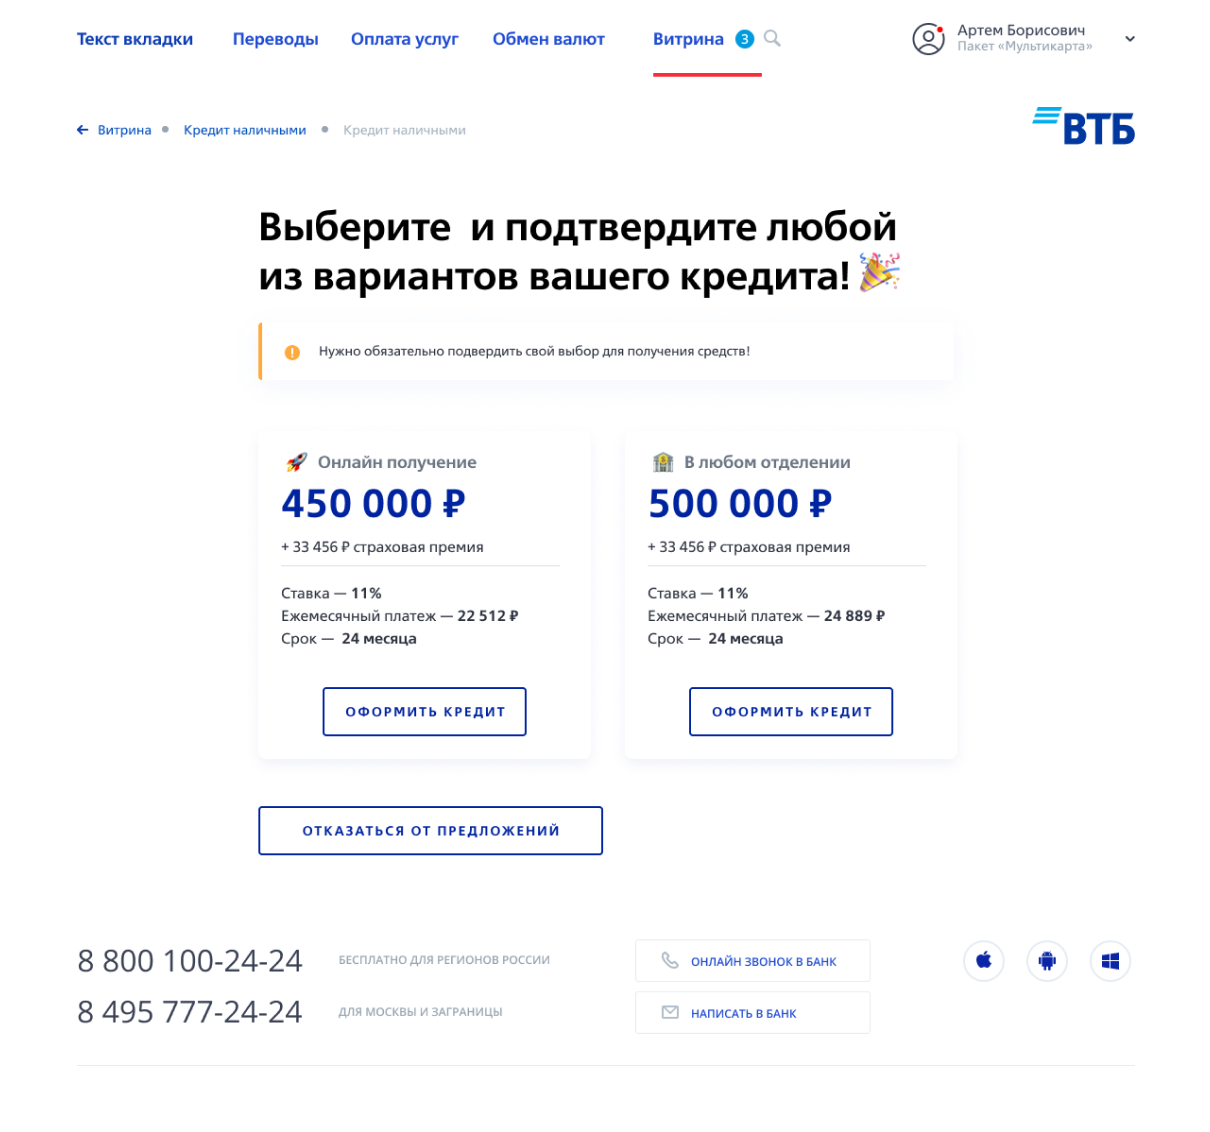 Текст вкладки Переводы Оплата услуг Обмен валют Витрина 3 Артем Борисович
Пакет «Мультикарта»
Витрина • Кредит наличными • Кредит наличными
ВТБ
Выберите и подтвердите любой
из вариантов вашего кредита!
Нужно обязательно подвердить свой выбор для получения средств!
Онлайн получение
450 000 ₽
+ 33 456 ₽ страховая премия
Ставка — 11%
Ежемесячный платеж — 22 512 ₽
Срок — 24 месяца
ОФОРМИТЬ КРЕДИТ
В любом отделении
500 000 ₽
+ 33 456 ₽ страховая премия
Ставка — 11%
Ежемесячный платеж — 24 889 ₽
Срок — 24 месяца
ОФОРМИТЬ КРЕДИТ
ОТКАЗАТЬСЯ ОТ ПРЕДЛОЖЕНИЙ
8 800 100-24-24 БЕСПЛАТНО ДЛЯ РЕГИОНОВ РОССИИ ОНЛАЙН ЗВОНОК В БАНК
8 495 777-24-24 ДЛЯ МОСКВЫ И ЗАГРАНИЦЫ НАПИСАТЬ В БАНК